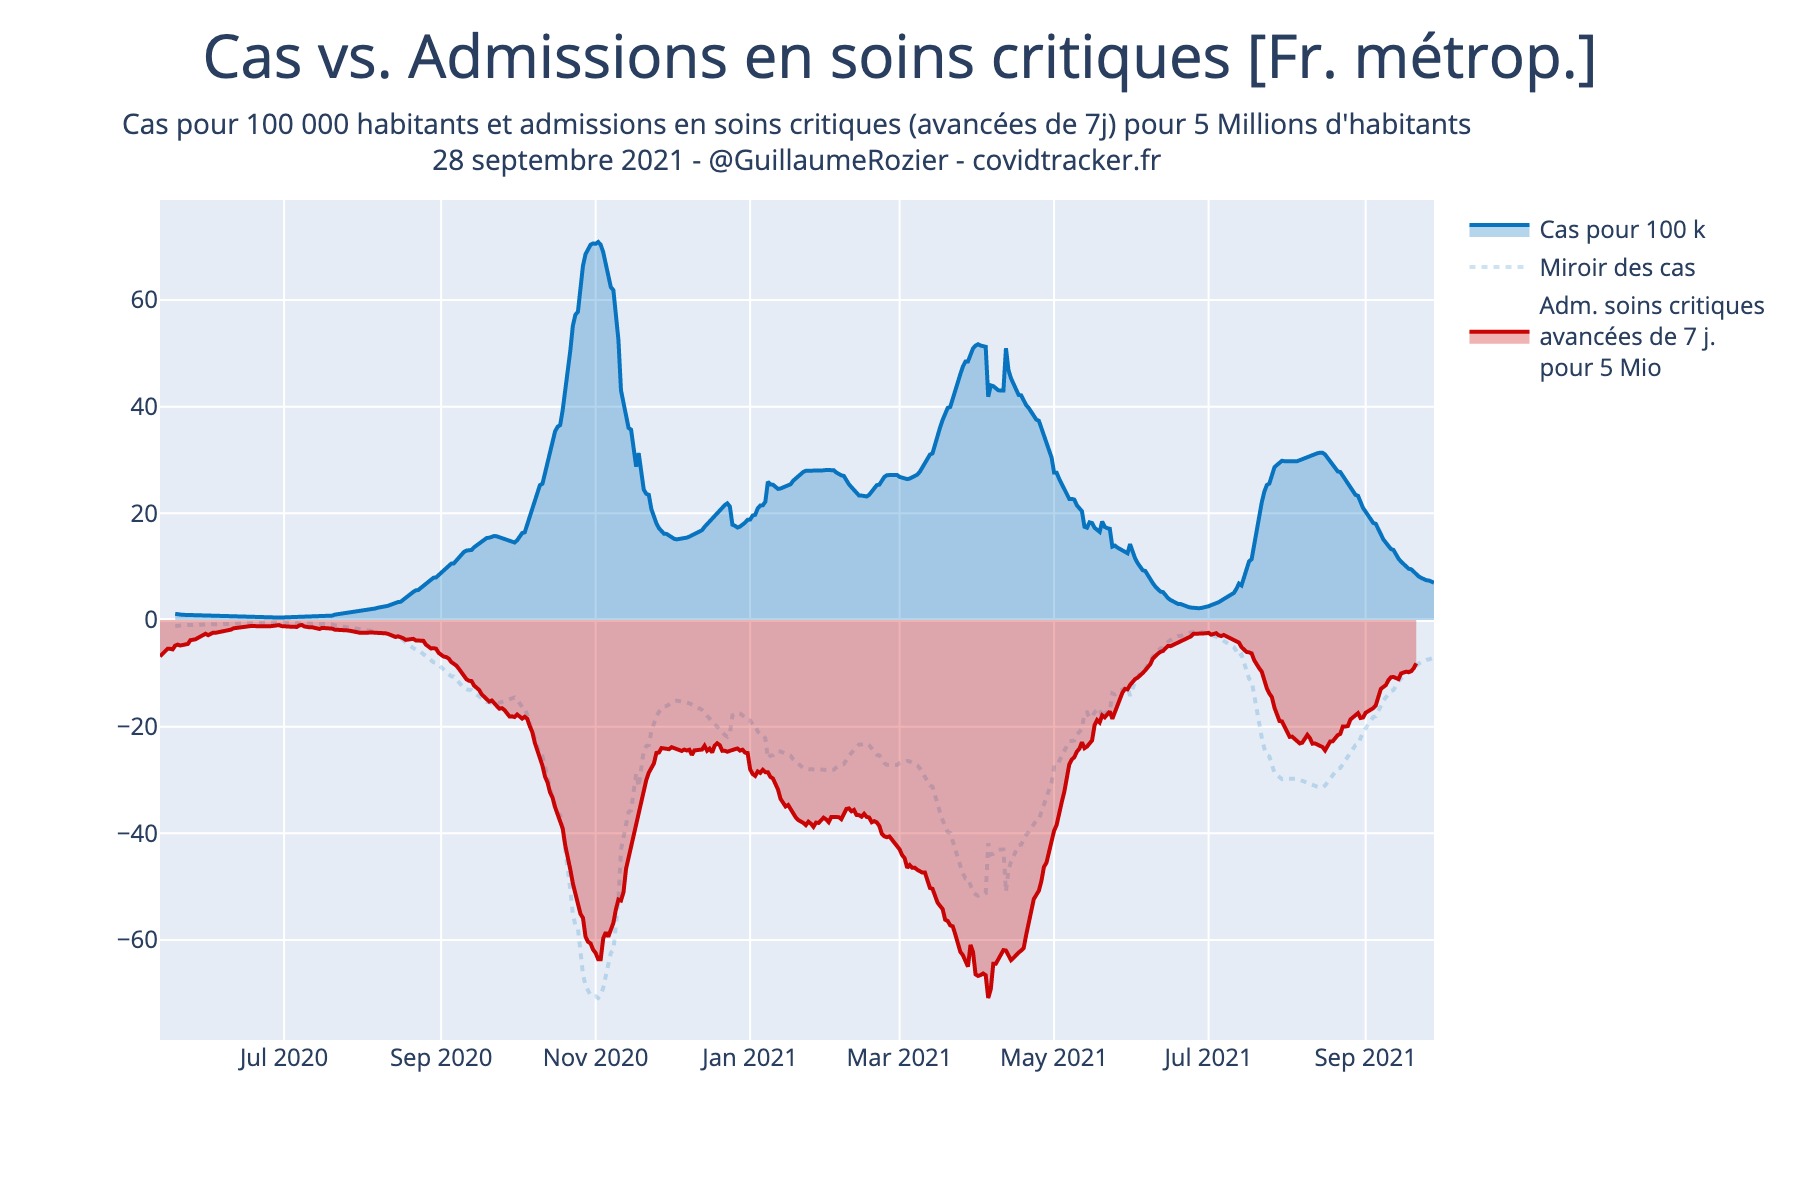 Cas vs. Admissions en soins critiques [Fr. métrop.]
Cas pour 100 000 habitants et admissions en soins critiques (avancées de 7j) pour 5 Millions d'habitants
28 septembre 2021 - @GuillaumeRozier - covidtracker.fr
Cas pour 100 k
Miroir des cas
Adm. soins critiques
avancées de 7 j.
pour 5 Mio
60
40
20
0
−20
−40
−60
Jul 2020
Sep 2020
Nov 2020
Jan 2021
Mar 2021
May 2021
Jul 2021
Sep 2021